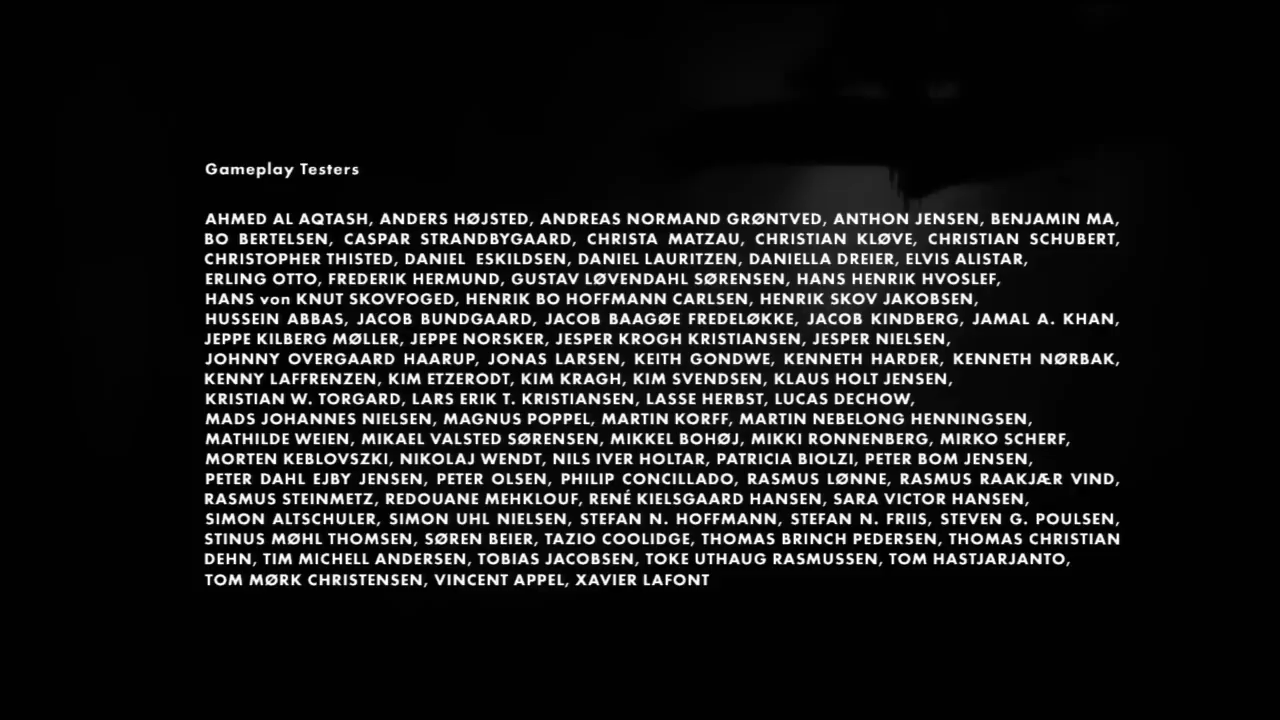 Gameplay Testers
AHMED AL AQTASH, ANDERS HØJSTED, ANDREAS NORMAND GRØNTVED, ANTHON JENSEN, BENJAMIN MA,
BO BERTELSEN, CASPAR STRANDBYGAARD, CHRISTA MATZAU, CHRISTIAN KLØVE, CHRISTIAN SCHUBERT,
CHRISTOPHER THISTED, DANIEL ESKILDSEN, DANIEL LAURITZEN, DANIELLA DREIER, ELVIS ALISTAR,
ERLING OTTO, FREDERIK HERMUND, GUSTAV LØVENDAHL SØRENSEN, HANS HENRIK HVOSLEF,
HANS von KNUT SKOVFOGED, HENRIK BO HOFFMANN CARLSEN, HENRIK SKOV JAKOBSEN,
HUSSEIN ABBAS, JACOB BUNDGAARD, JACOB BAAGØE FREDELØKKE, JACOB KINDBERG, JAMAL A. KHAN,
JEPPE KILBERG MØLLER, JEPPE NORSKER, JESPER KROGH KRISTIANSEN, JESPER NIELSEN,
JOHNNY OVERGAARD HAARUP, JONAS LARSEN, KEITH GONDWE, KENNETH HARDER, KENNETH NØRBAK,
KENNY LAFFRENZEN, KIM ETZERODT, KIM KRAGH, KIM SVENDSEN, KLAUS HOLT JENSEN,
KRISTIAN W. TORGARD, LARS ERIK T. KRISTIANSEN, LASSE HERBST, LUCAS DECHOW,
MADS JOHANNES NIELSEN, MAGNUS POPPEL, MARTIN KORFF, MARTIN NEBELONG HENNINGSEN,
MATHILDE WEIEN, MIKAEL VALSTED SØRENSEN, MIKKEL BOHØJ, MIKKI RONNENBERG, MIRKO SCHERF,
MORTEN KEBLOVSZKI, NIKOLAJ WENDT, NILS IVER HOLTAR, PATRICIA BIOLZI, PETER BOM JENSEN,
PETER DAHL EJBY JENSEN, PETER OLSEN, PHILIP CONCILLADO, RASMUS LØNNE, RASMUS RAAKJÆR VIND,
RASMUS STEINMETZ, REDOUANE MEHKLOUF, RENÉ KIELSGAARD HANSEN, SARA VICTOR HANSEN,
SIMON ALTSCHULER, SIMON UHL NIELSEN, STEFAN N. HOFFMANN, STEFAN N. FRIIS, STEVEN G. POULSEN,
STINUS MØHL THOMSEN, SØREN BEIER, TAZIO COOLIDGE, THOMAS BRINCH PEDERSEN, THOMAS CHRISTIAN
DEHN, TIM MICHELL ANDERSEN, TOBIAS JACOBSEN, TOKE UTHAUG RASMUSSEN, TOM HASTJARJANTO,
TOM MØRK CHRISTENSEN, VINCENT APPEL, XAVIER LAFONT